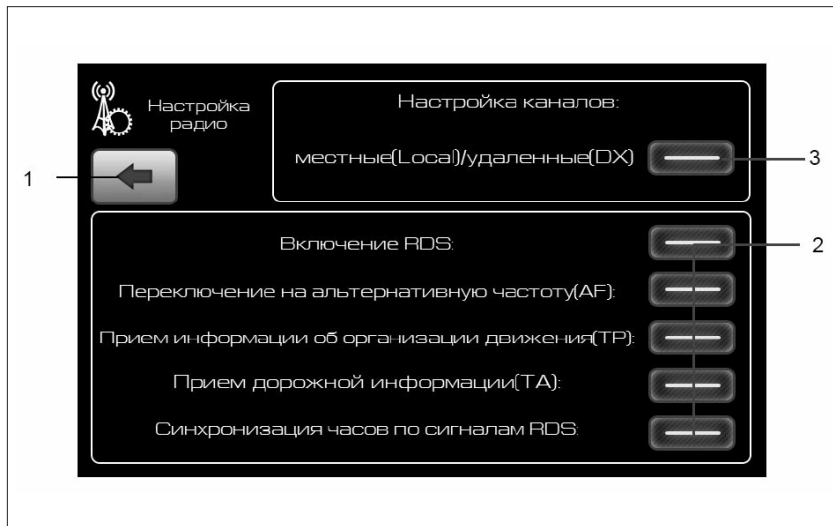 Настройка
радио
Настройка каналов:
местные(Local)/удаленные(DX)
3
1
Включение RDS:
2
Переключение на альтернативную частоту(AF):
Прием информации об организации движения(TP):
Прием дорожной информации(TA):
Синхронизация часов по сигналам RDS: